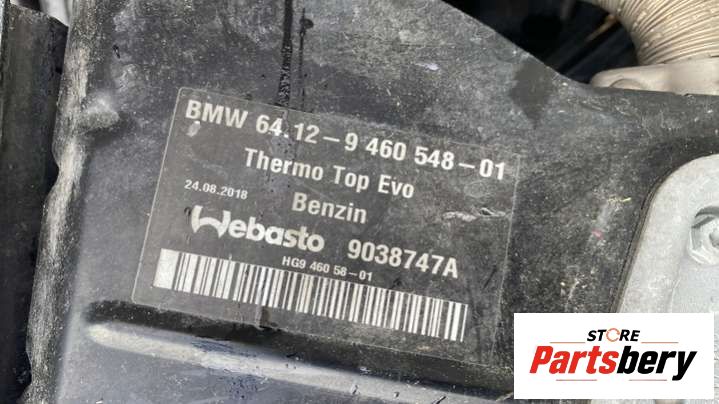 BMW 64.12-9 460 548-01
Thermo Top Evo
24.08.2018
Benzin
Webasto 9038747A
HG9 460 58-01
STORE
Partsbery